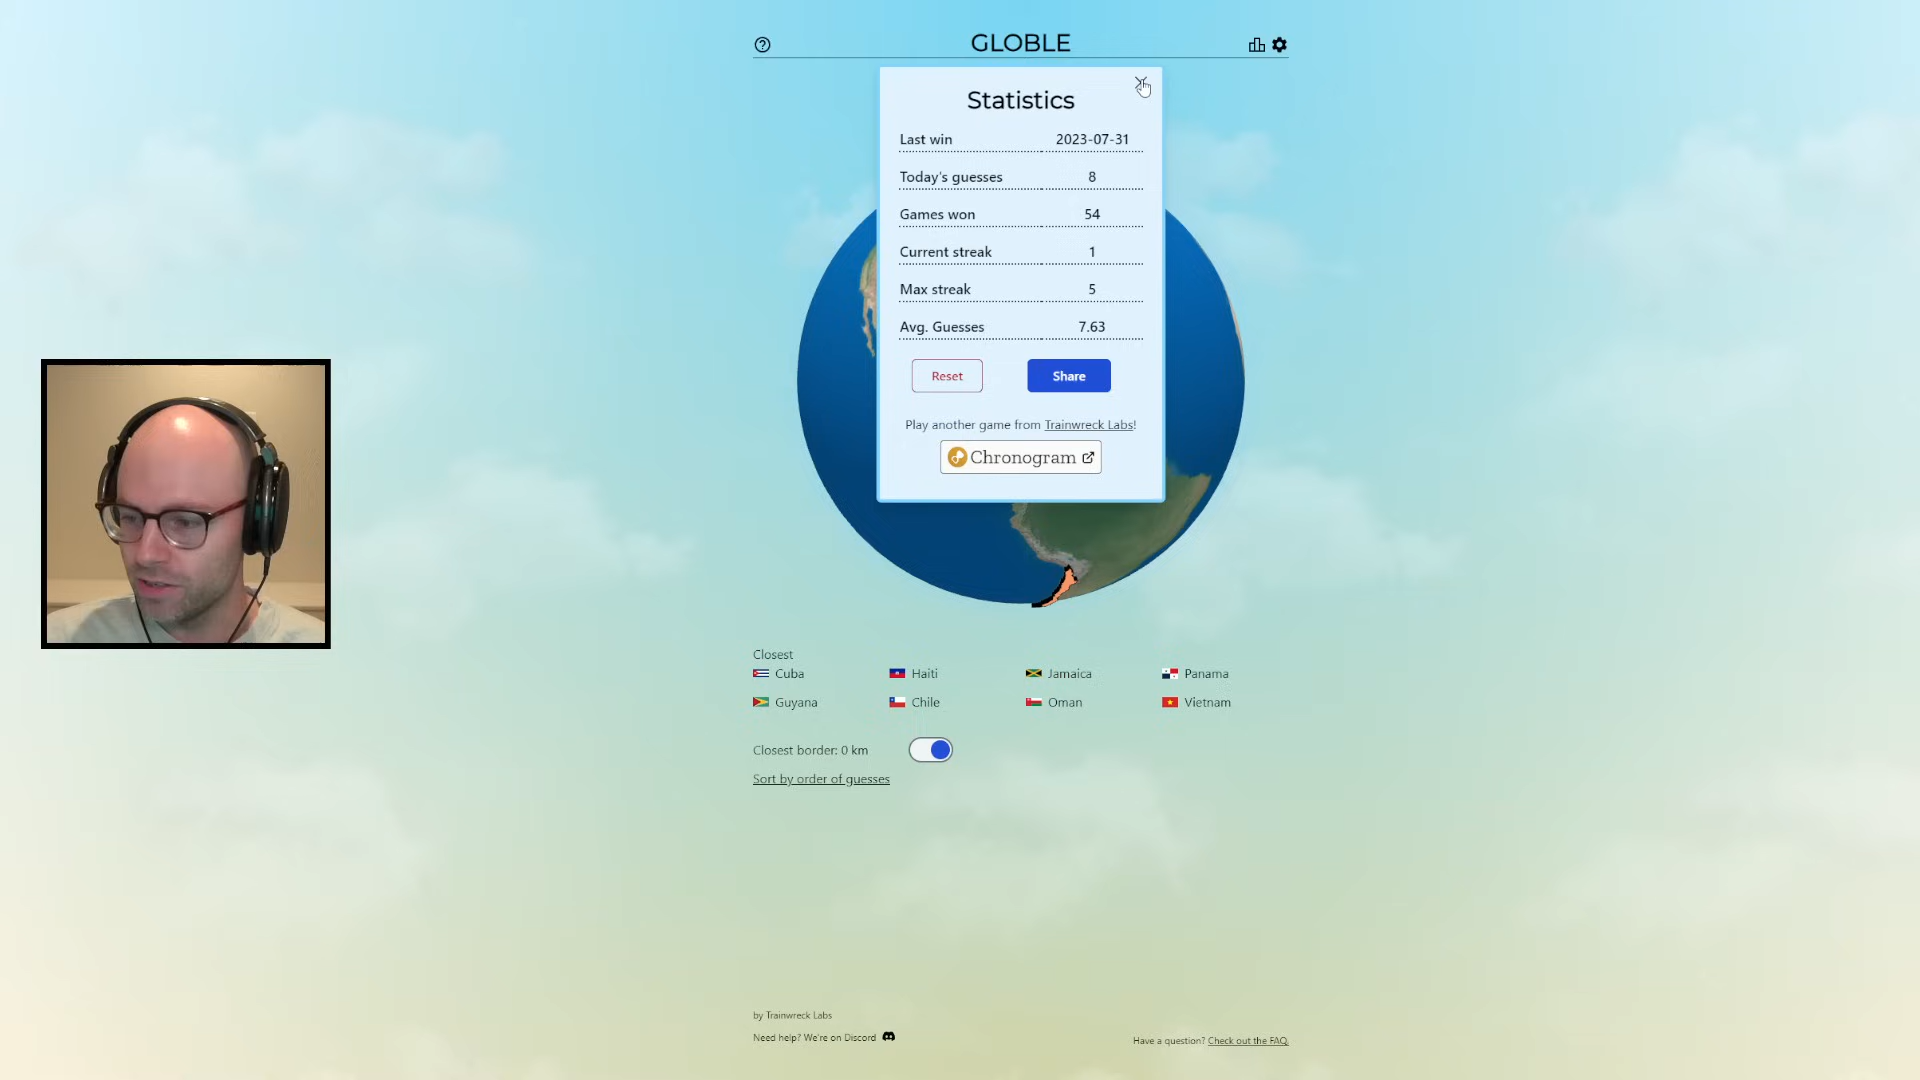 GLOBLE
Statistics
Last win 2023-07-31
Today's guesses 8
Games won 54
Current streak 1
Max streak 5
Avg. Guesses 7.63
Reset Share
Play another game from Trainwreck Labs!
Chronogram
Closest
Cuba Haiti Jamaica Panama
Guyana Chile Oman Vietnam
Closest border: 0 km
Sort by order of guesses
by Trainwreck Labs
Need help? We're on Discord
Have a question? Check out the FAQ.